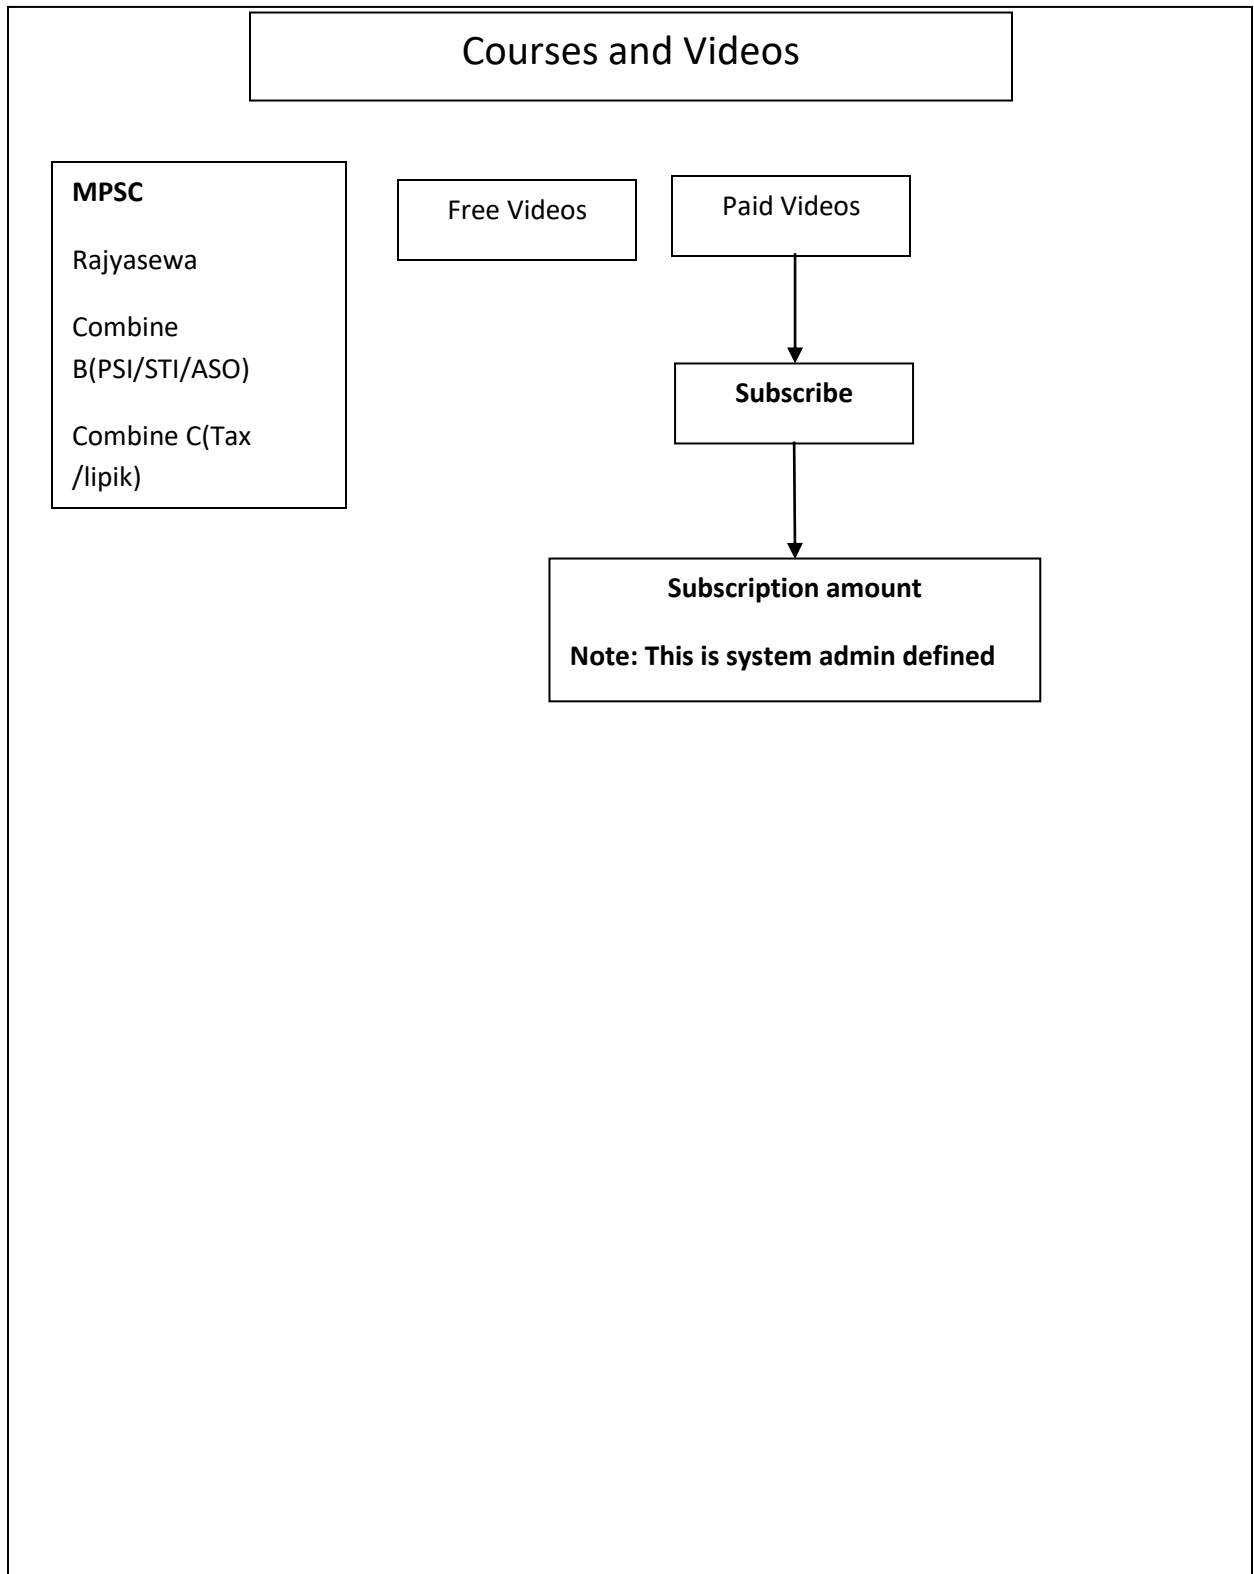 Courses and Videos
MPSC
Rajyasewa
Combine
B(PSI/STI/ASO)
Combine C(Tax
/lipik)
Free Videos
Paid Videos
Subscribe
Subscription amount
Note: This is system admin defined